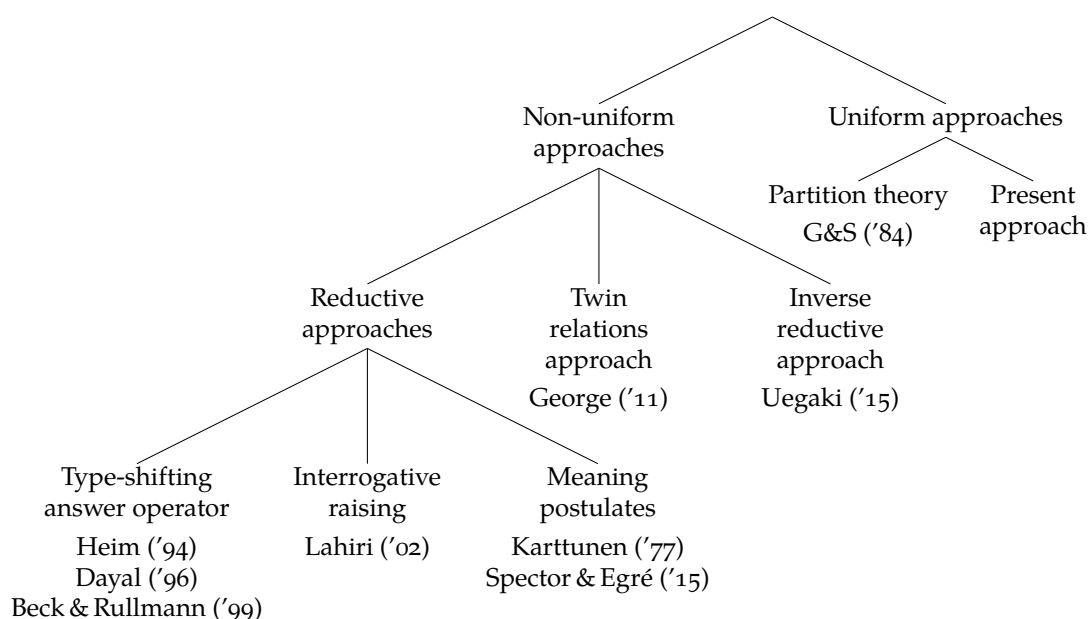 Non-uniform
approaches
Uniform approaches
Partition theory
G&S ('84)
Present
approach
Reductive
approaches
Twin
relations
approach
George ('11)
Inverse
reductive
approach
Uegaki ('15)
Type-shifting
answer operator
Heim ('94)
Dayal ('96)
Beck & Rullmann ('99)
Interrogative
raising
Lahiri ('02)
Meaning
postulates
Karttunen ('77)
Spector & Egré ('15)